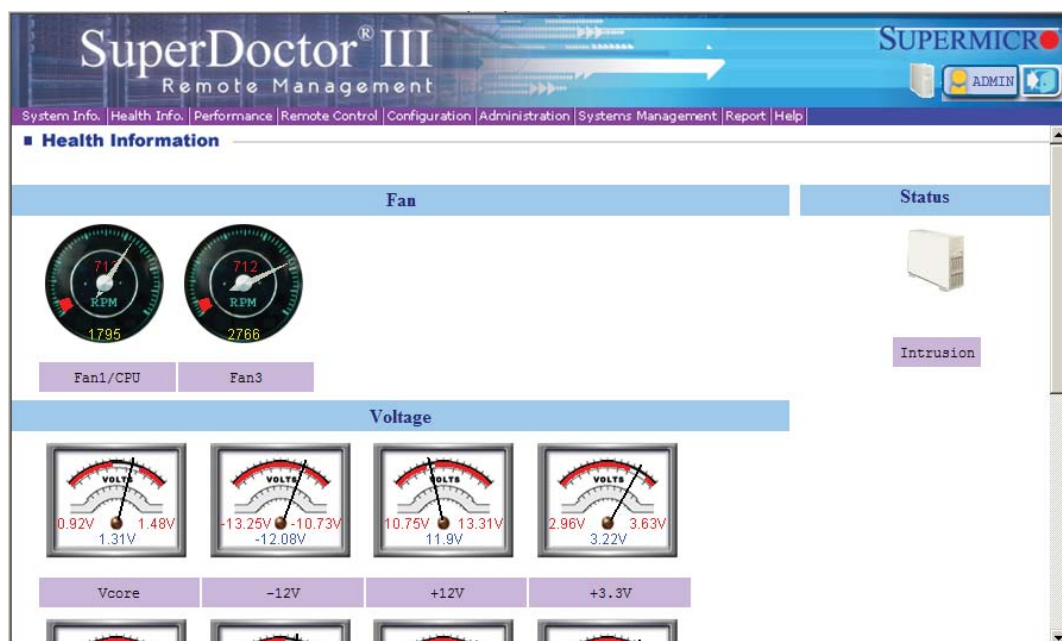 SuperDoctor® III
Remote Management
SUPERMICR
ADMIN
System Info. Health Info. Performance Remote Control Configuration Administration Systems Management Report Help
Health Information
Fan
Status
712
RPM
1795
712
RPM
2766
Fan1/CPU
Fan3
Intrusion
Voltage
VOLTS
0.92V 1.48V
1.31V
VOLTS
-13.25V -10.73V
-12.08V
VOLTS
10.75V 13.31V
11.9V
VOLTS
2.96V 3.63V
3.22V
Vcore
-12V
+12V
+3.3V